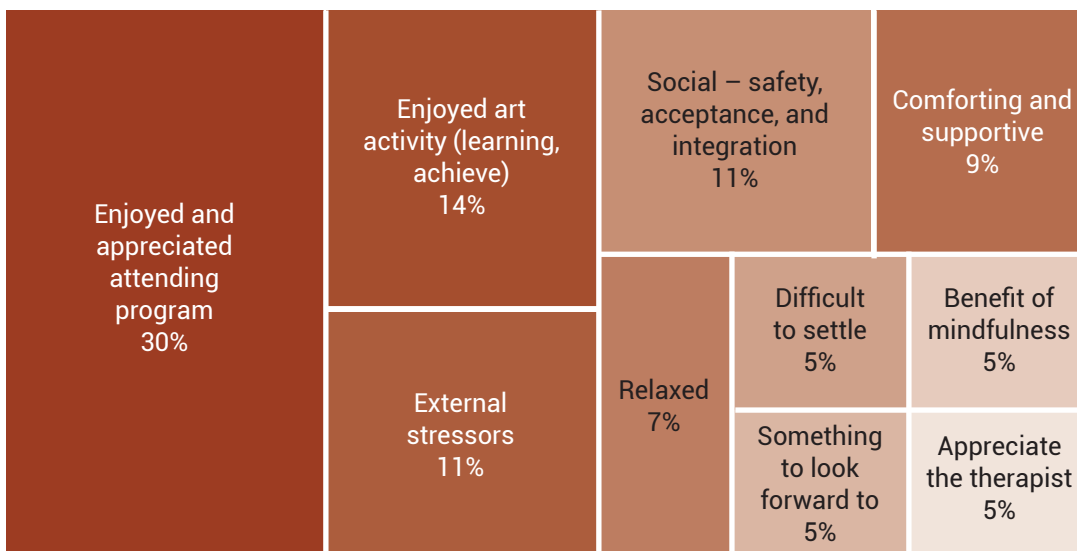 Enjoyed and
appreciated
attending
program
30%
Enjoyed art
activity (learning,
achieve)
14%
External
stressors
11%
Social – safety,
acceptance, and
integration
11%
Comforting and
supportive
9%
Relaxed
7%
Difficult
to settle
5%
Benefit of
mindfulness
5%
Something
to look
forward to
5%
Appreciate
the therapist
5%